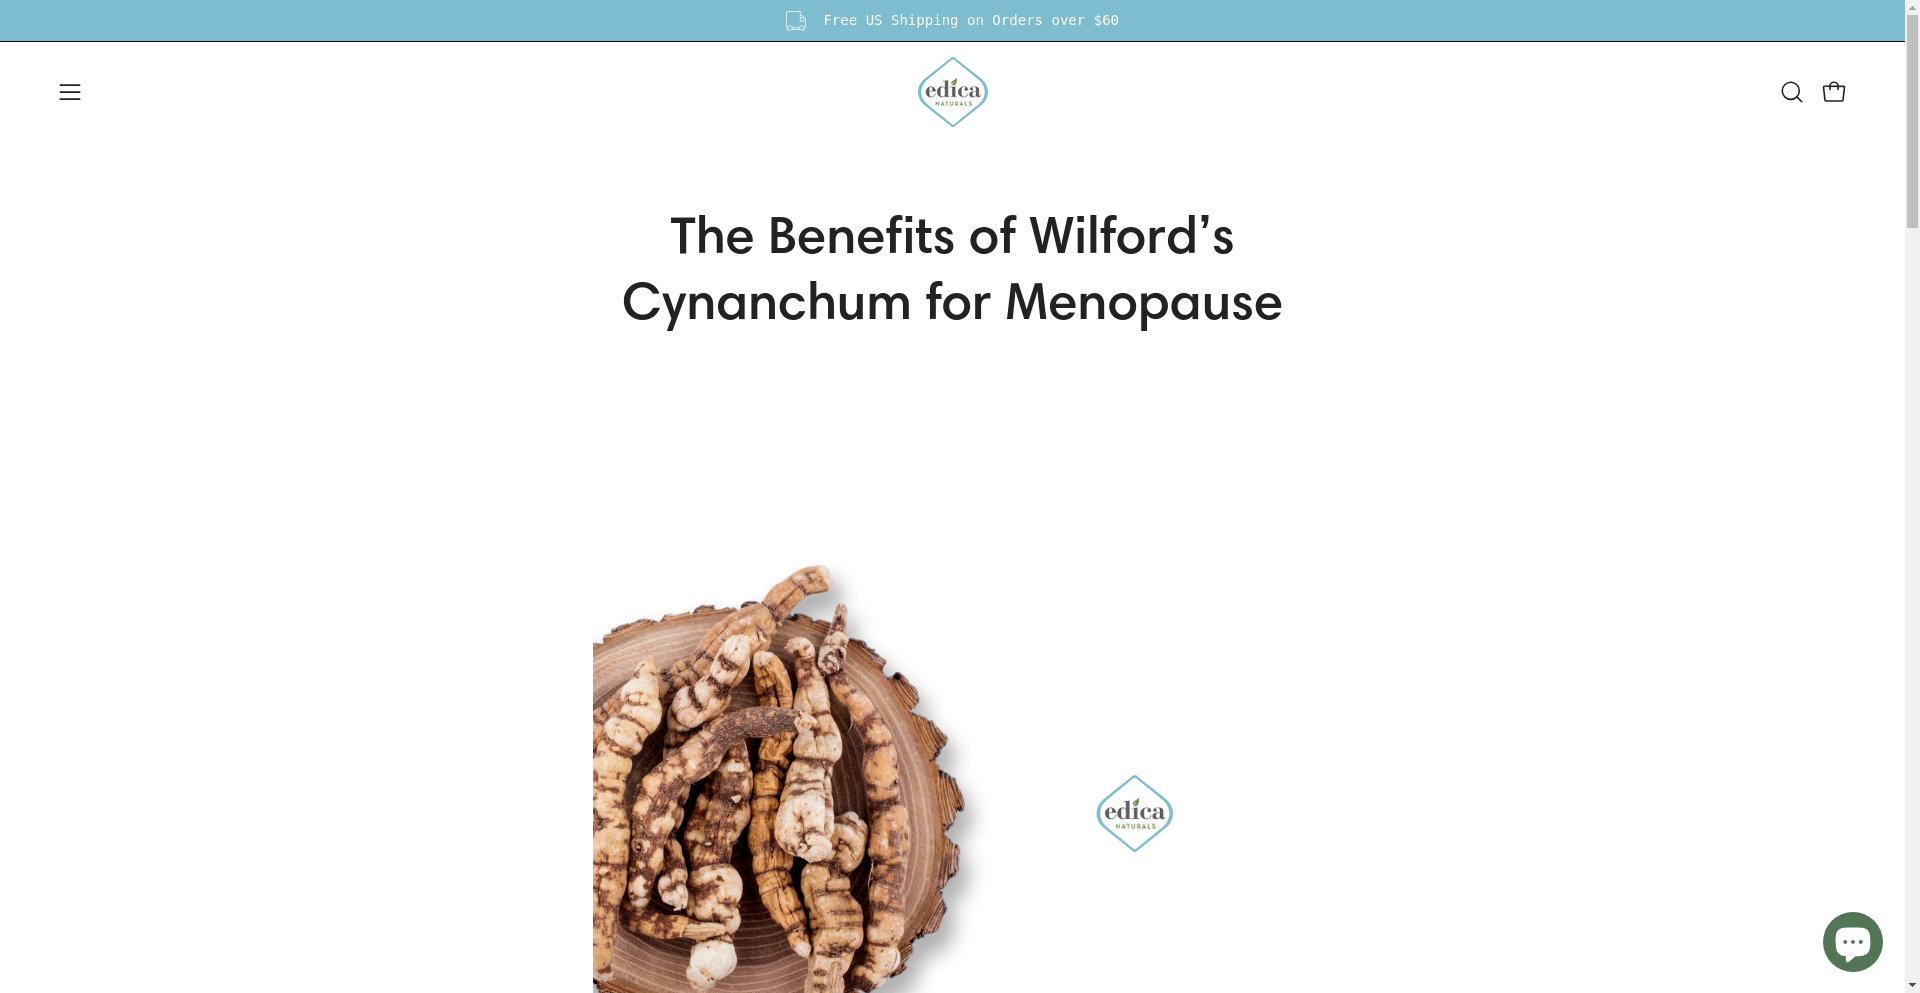 Free US Shipping on Orders over $60
edica
NATURALS
The Benefits of Wilford’s
Cynanchum for Menopause
edica
NATURALS